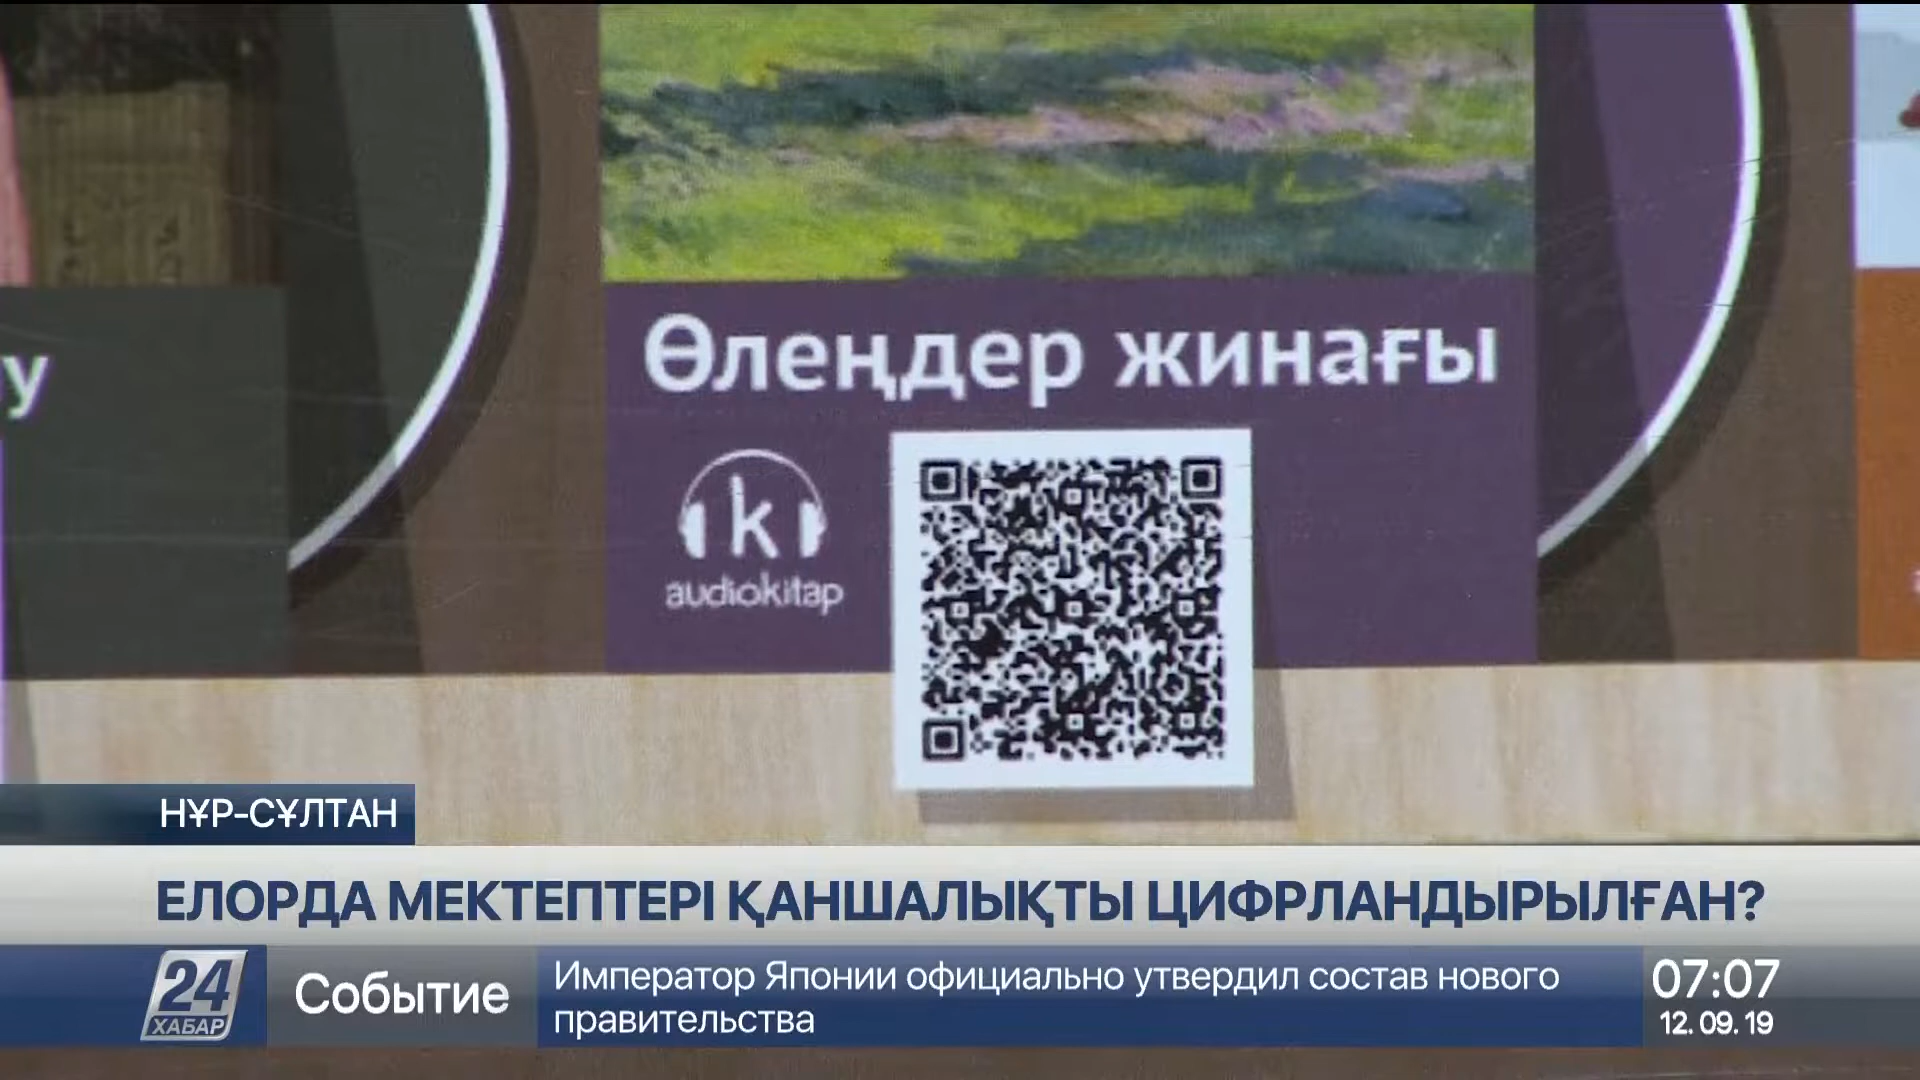 у
Өлеңдер жинағы
k
audiokitap
НҰР-СҰЛТАН
ЕЛОРДА МЕКТЕПТЕРІ ҚАНШАЛЫҚТЫ ЦИФРЛАНДЫРЫЛҒАН?
24
ХАБАР
Событие
Император Японии официально утвердил состав нового
правительства
07:07
12. 09. 19